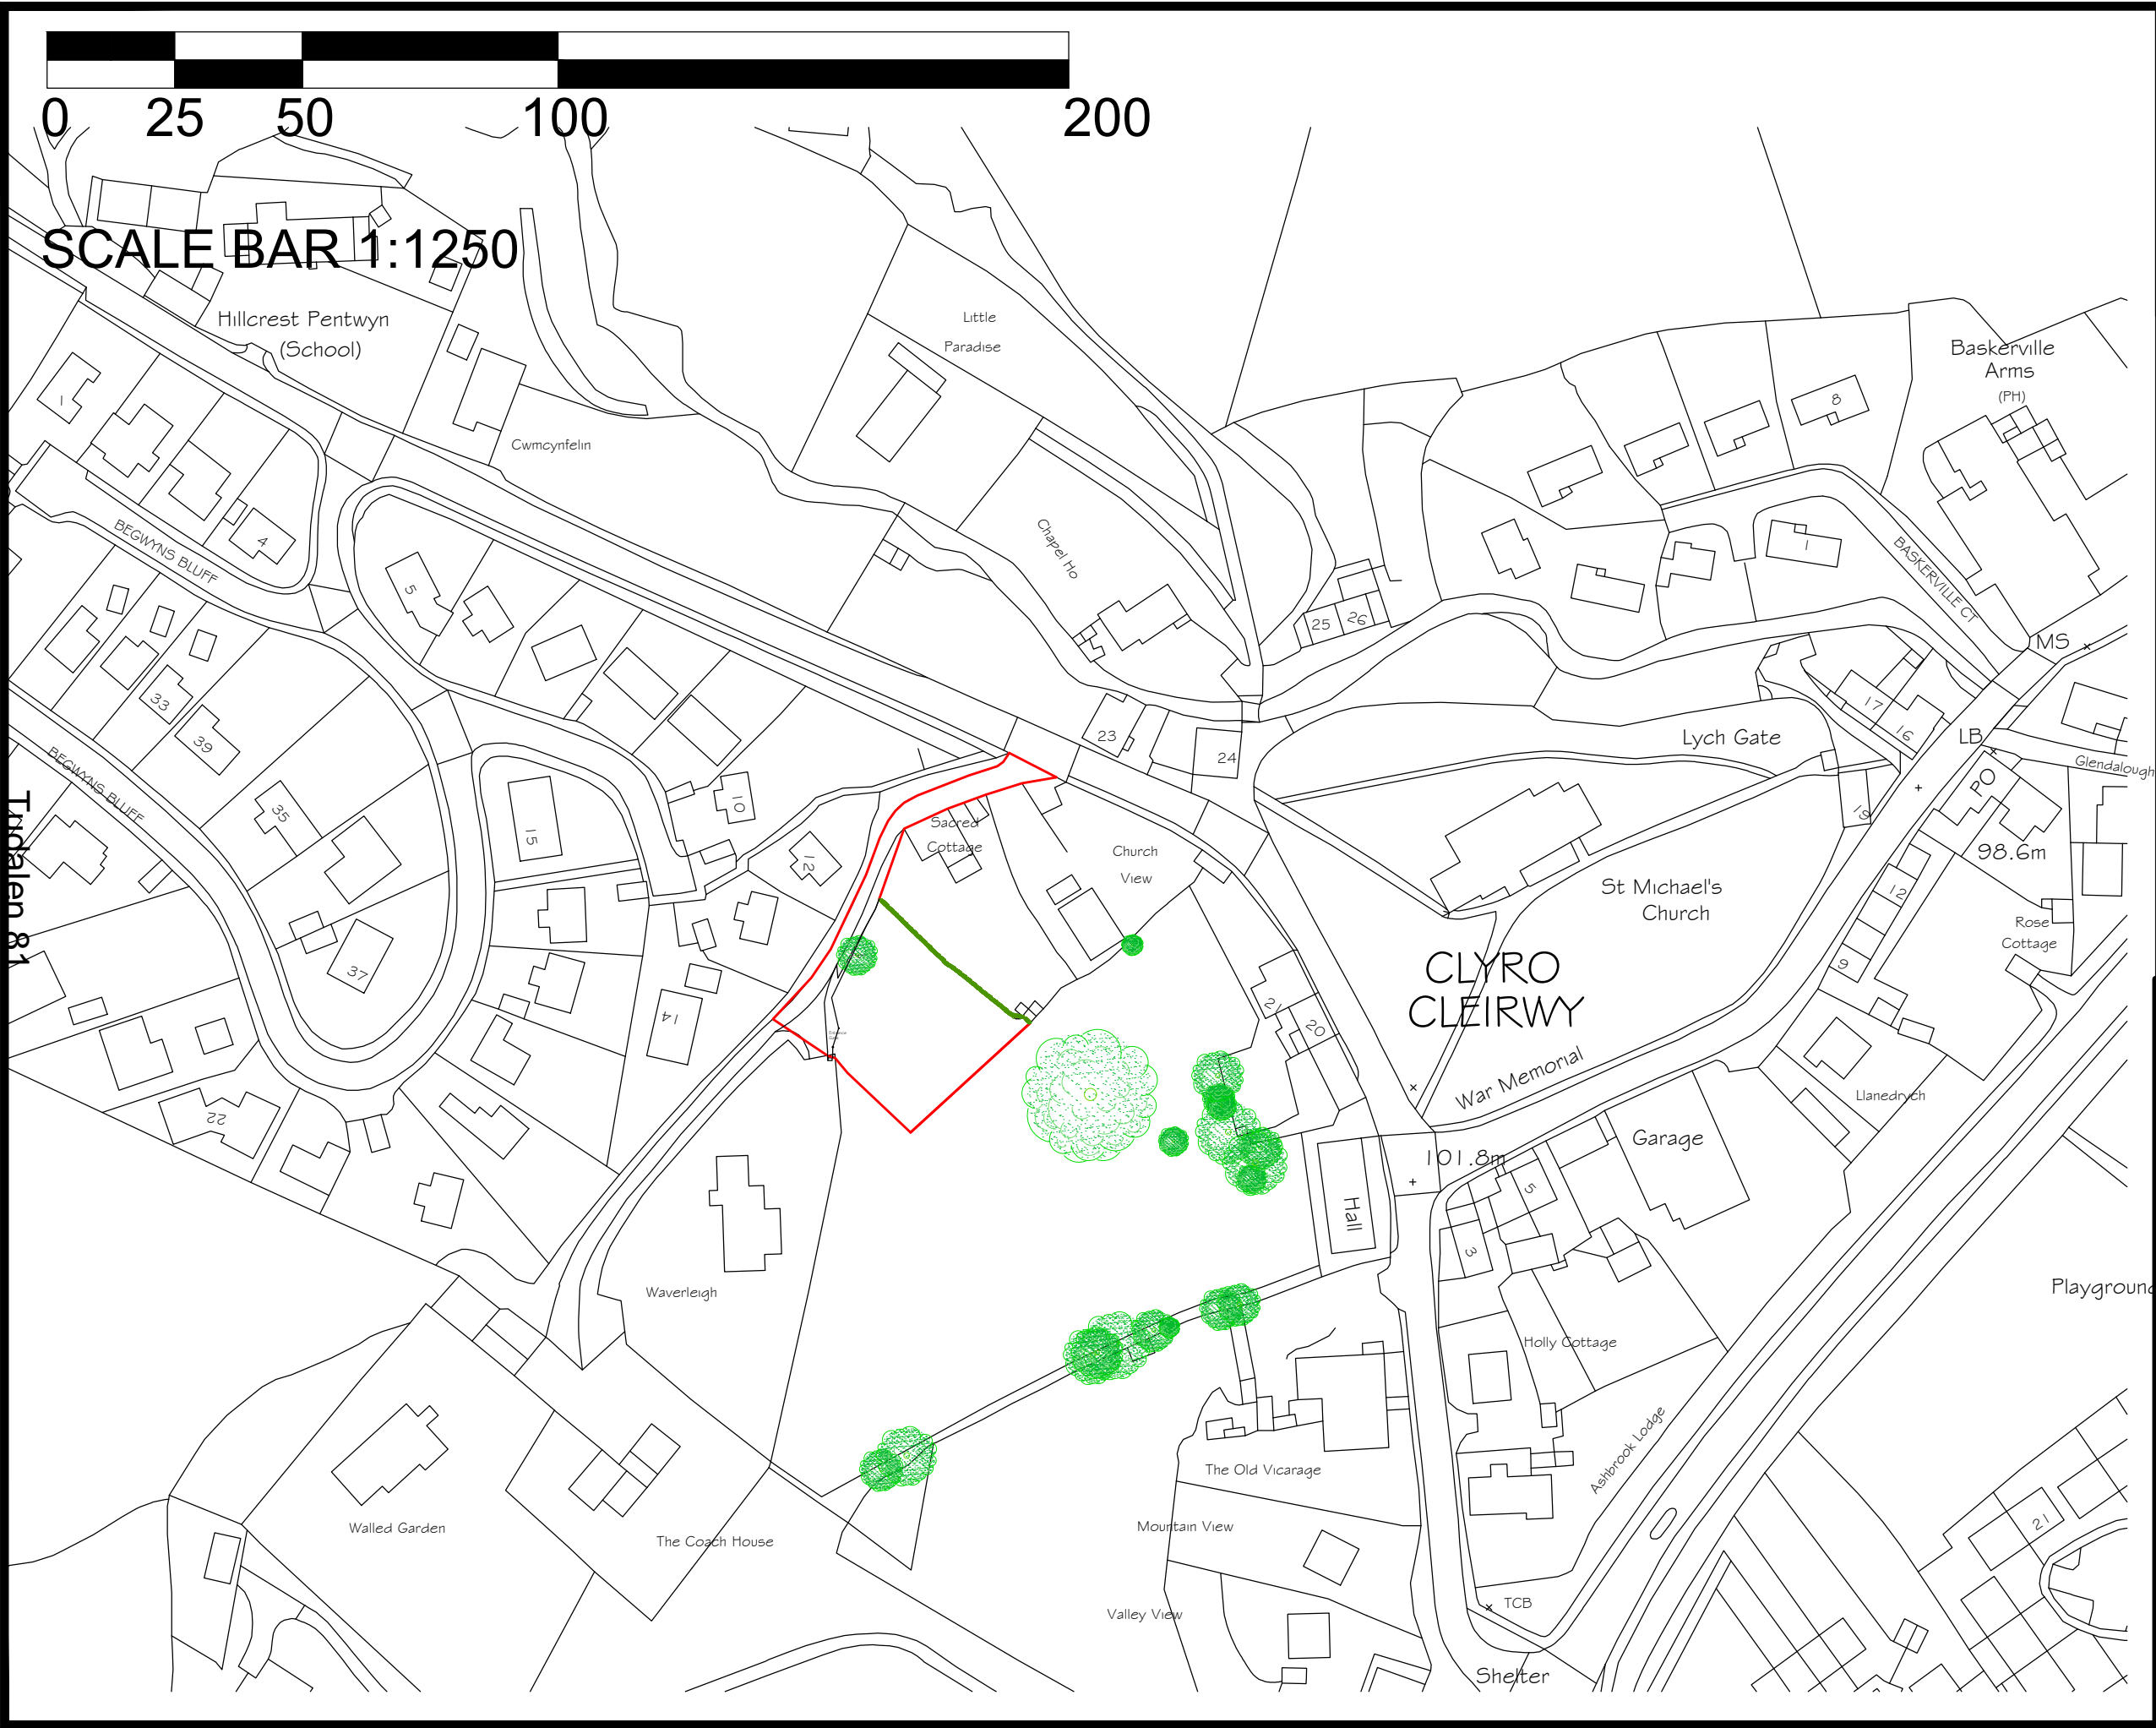 0 25 50 100 200
SCALE BAR 1:1250
Hillcrest Pentwyn
(School)
Little
Paradise
Baskerville
Arms
(PH)
1
8
Cwmcynfelin
BEGWYNS BLUFF
4
Chapel Ho
5
1
BASKERVILLE CT
25
26
MS
33
39
23
24
17
16
Lych Gate
LB
Glendalough
BEGWYNS BLUFF
PO
Tudalen 81
35
15
10
Sacred
Cottage
12
Church
View
19
98.6m
St Michael's
Church
12
Rose
Cottage
37
9
CLYRO
CLEIRWY
14
21
20
War Memorial
22
Llanedrych
Garage
101.8m
5
Hall
3
Waverleigh
Playground
Holly Cottage
Ashbrook Lodge
The Old Vicarage
Walled Garden
The Coach House
Mountain View
21
TCB
Valley View
Shelter